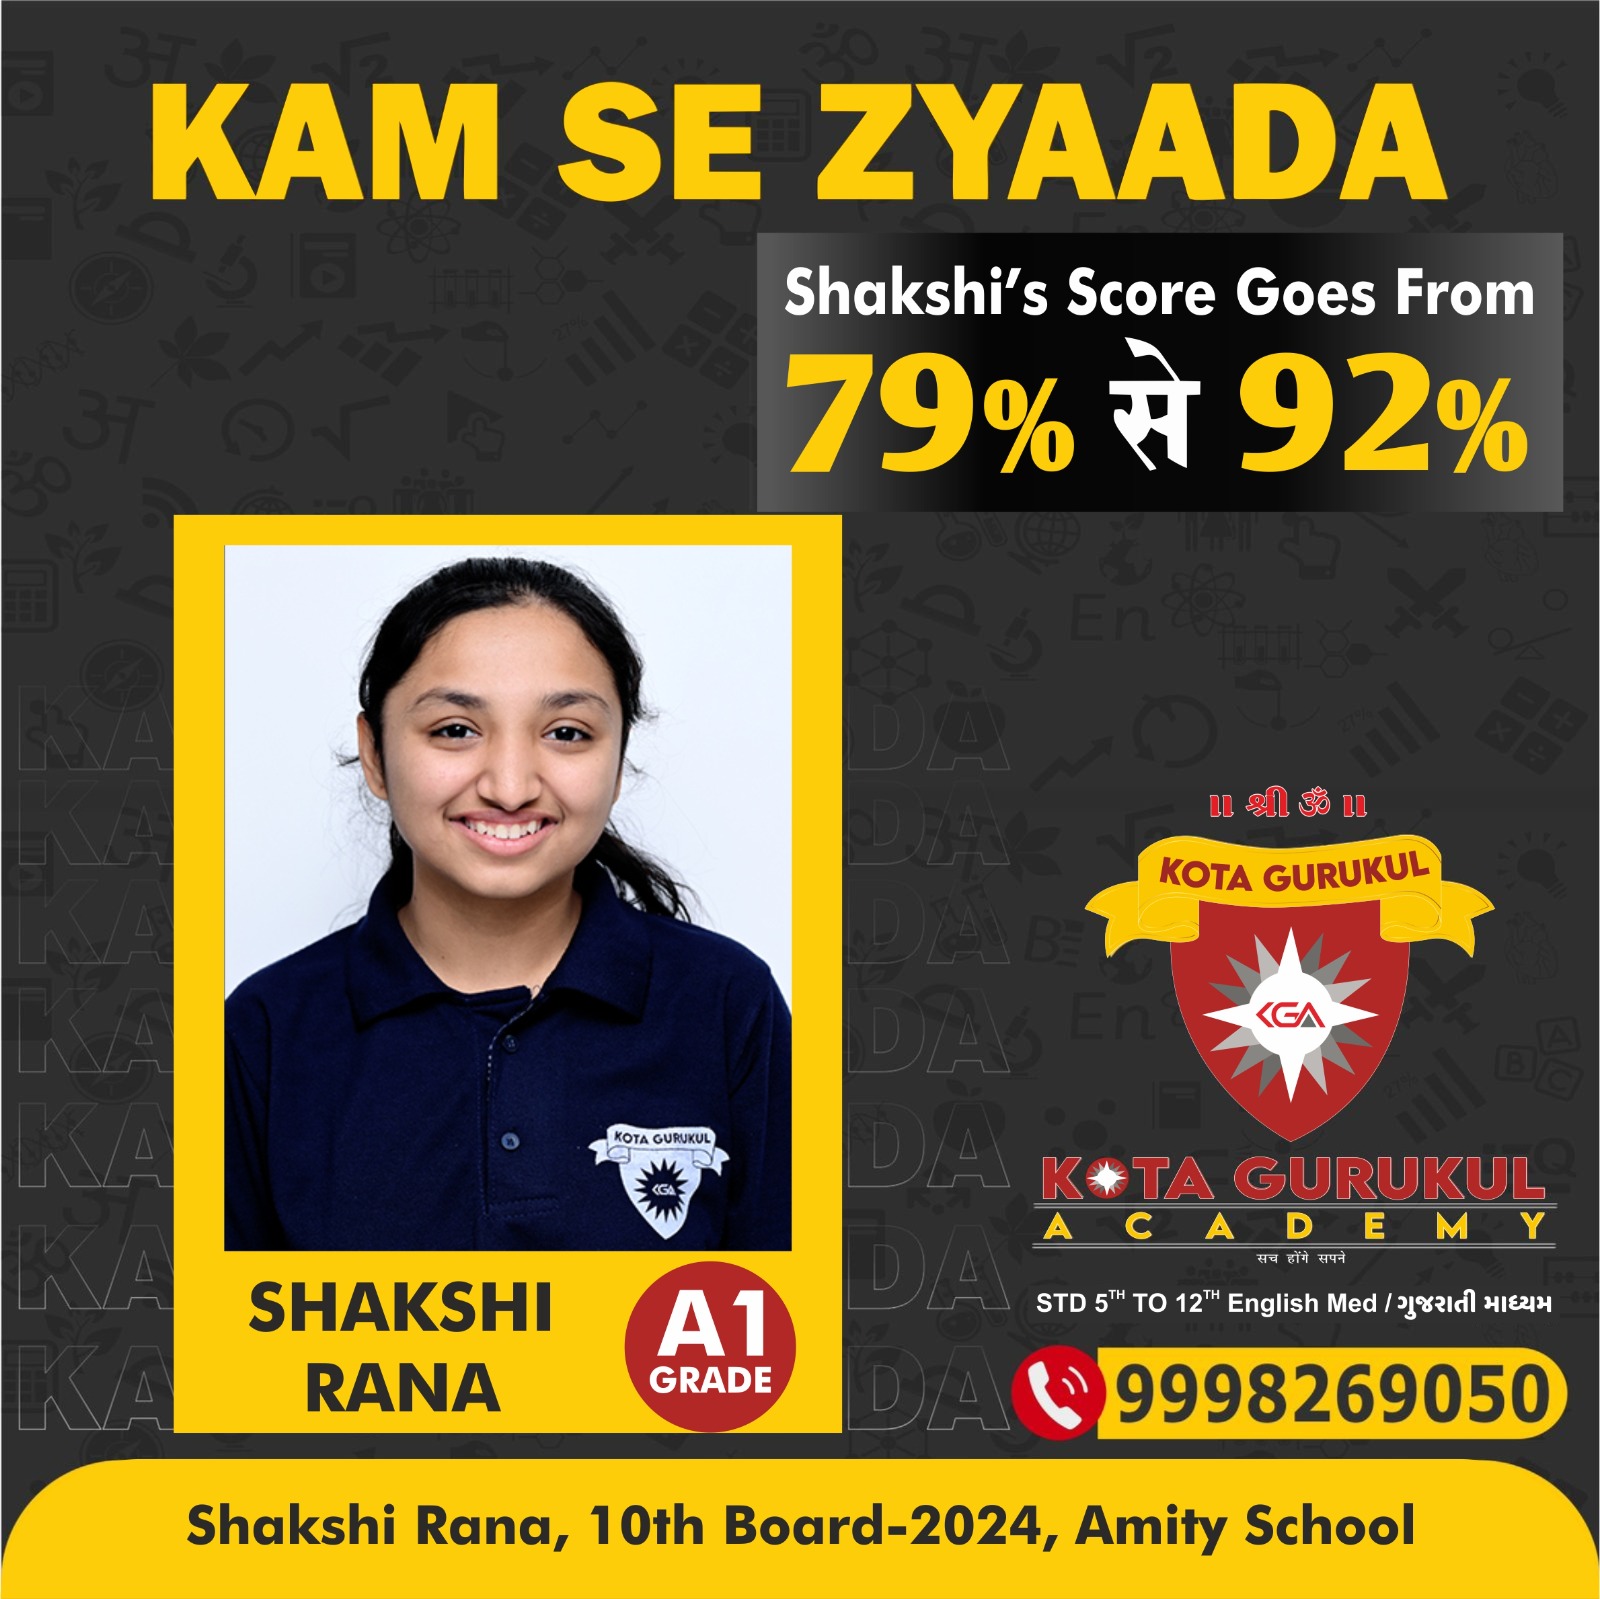 KAM SE ZYAADA
Shakshi's Score Goes From
79% से 92%
KOTA GURUKUL
KGA
SHAKSHI
RANA
A1
GRADE
॥ श्री ॐ ॥
KOTA GURUKUL
KGA
KOTA GURUKUL
ACADEMY
सच होंगे सपने
STD 5TH TO 12TH English Med / ગુજરાતી માધ્યમ
9998269050
Shakshi Rana, 10th Board-2024, Amity School